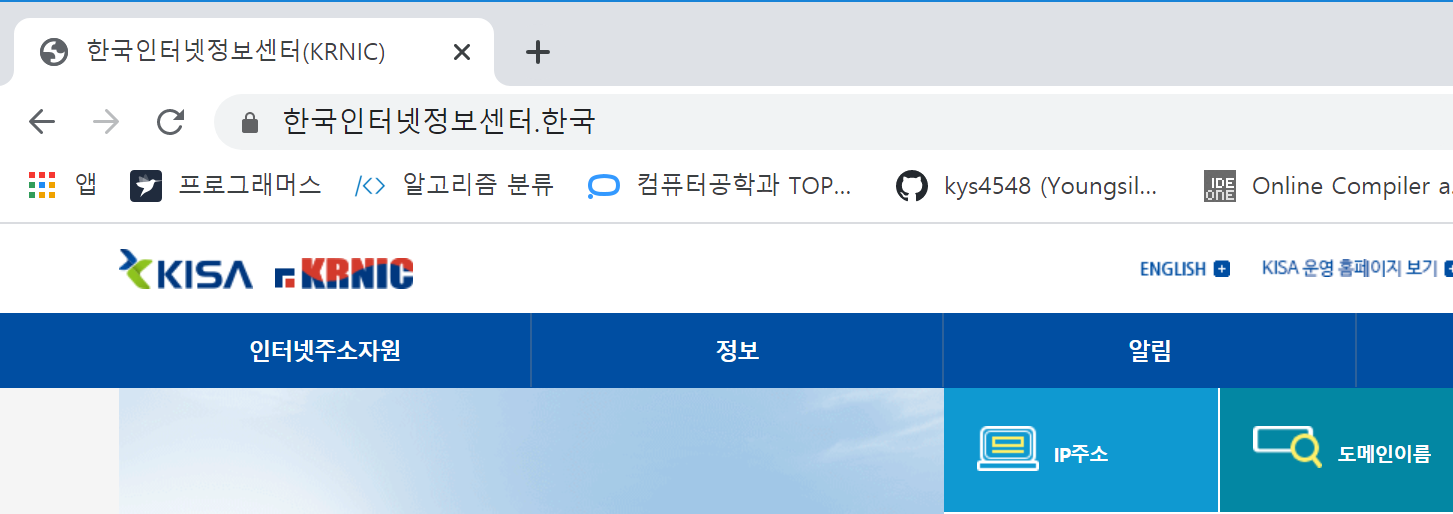 한국인터넷정보센터(KRNIC)
한국인터넷정보센터.한국
앱 프로그래머스 알고리즘 분류 컴퓨터공학과 TOP... kys4548 (Youngsil... Online Compiler a
KISA KRNIC ENGLISH KISA 운영 홈페이지 보기
인터넷주소자원 정보 알림
IP주소 도메인이름